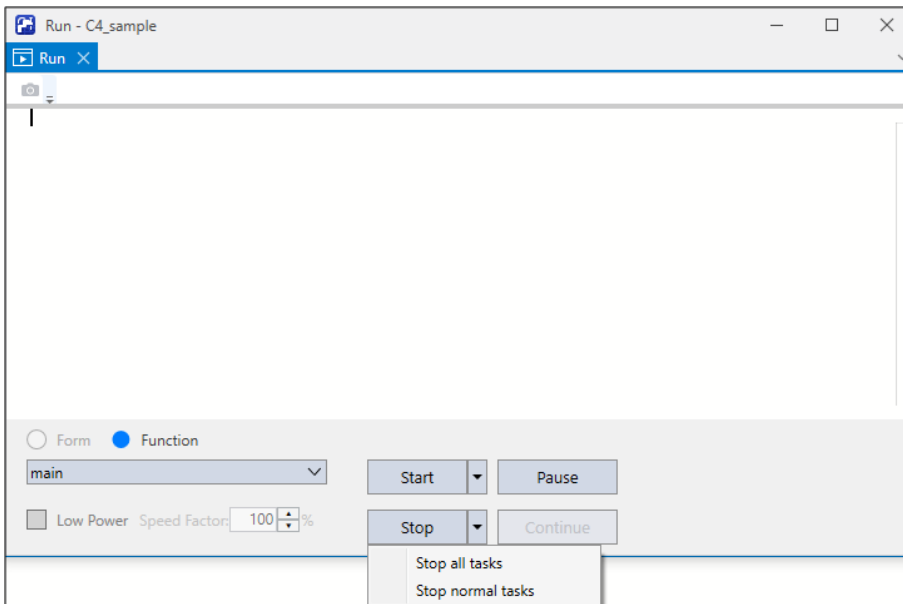 Run - C4_sample
Run
Form Function
main
Start Pause
Low Power Speed Factor: 100 %
Stop Continue
Stop all tasks
Stop normal tasks